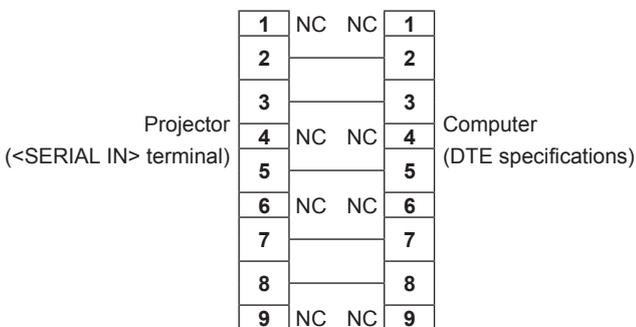 1 NC NC 1
2 2
3 3
Projector
(<SERIAL IN> terminal)
4 NC NC 4
Computer
(DTE specifications)
5 5
6 NC NC 6
7 7
8 8
9 NC NC 9